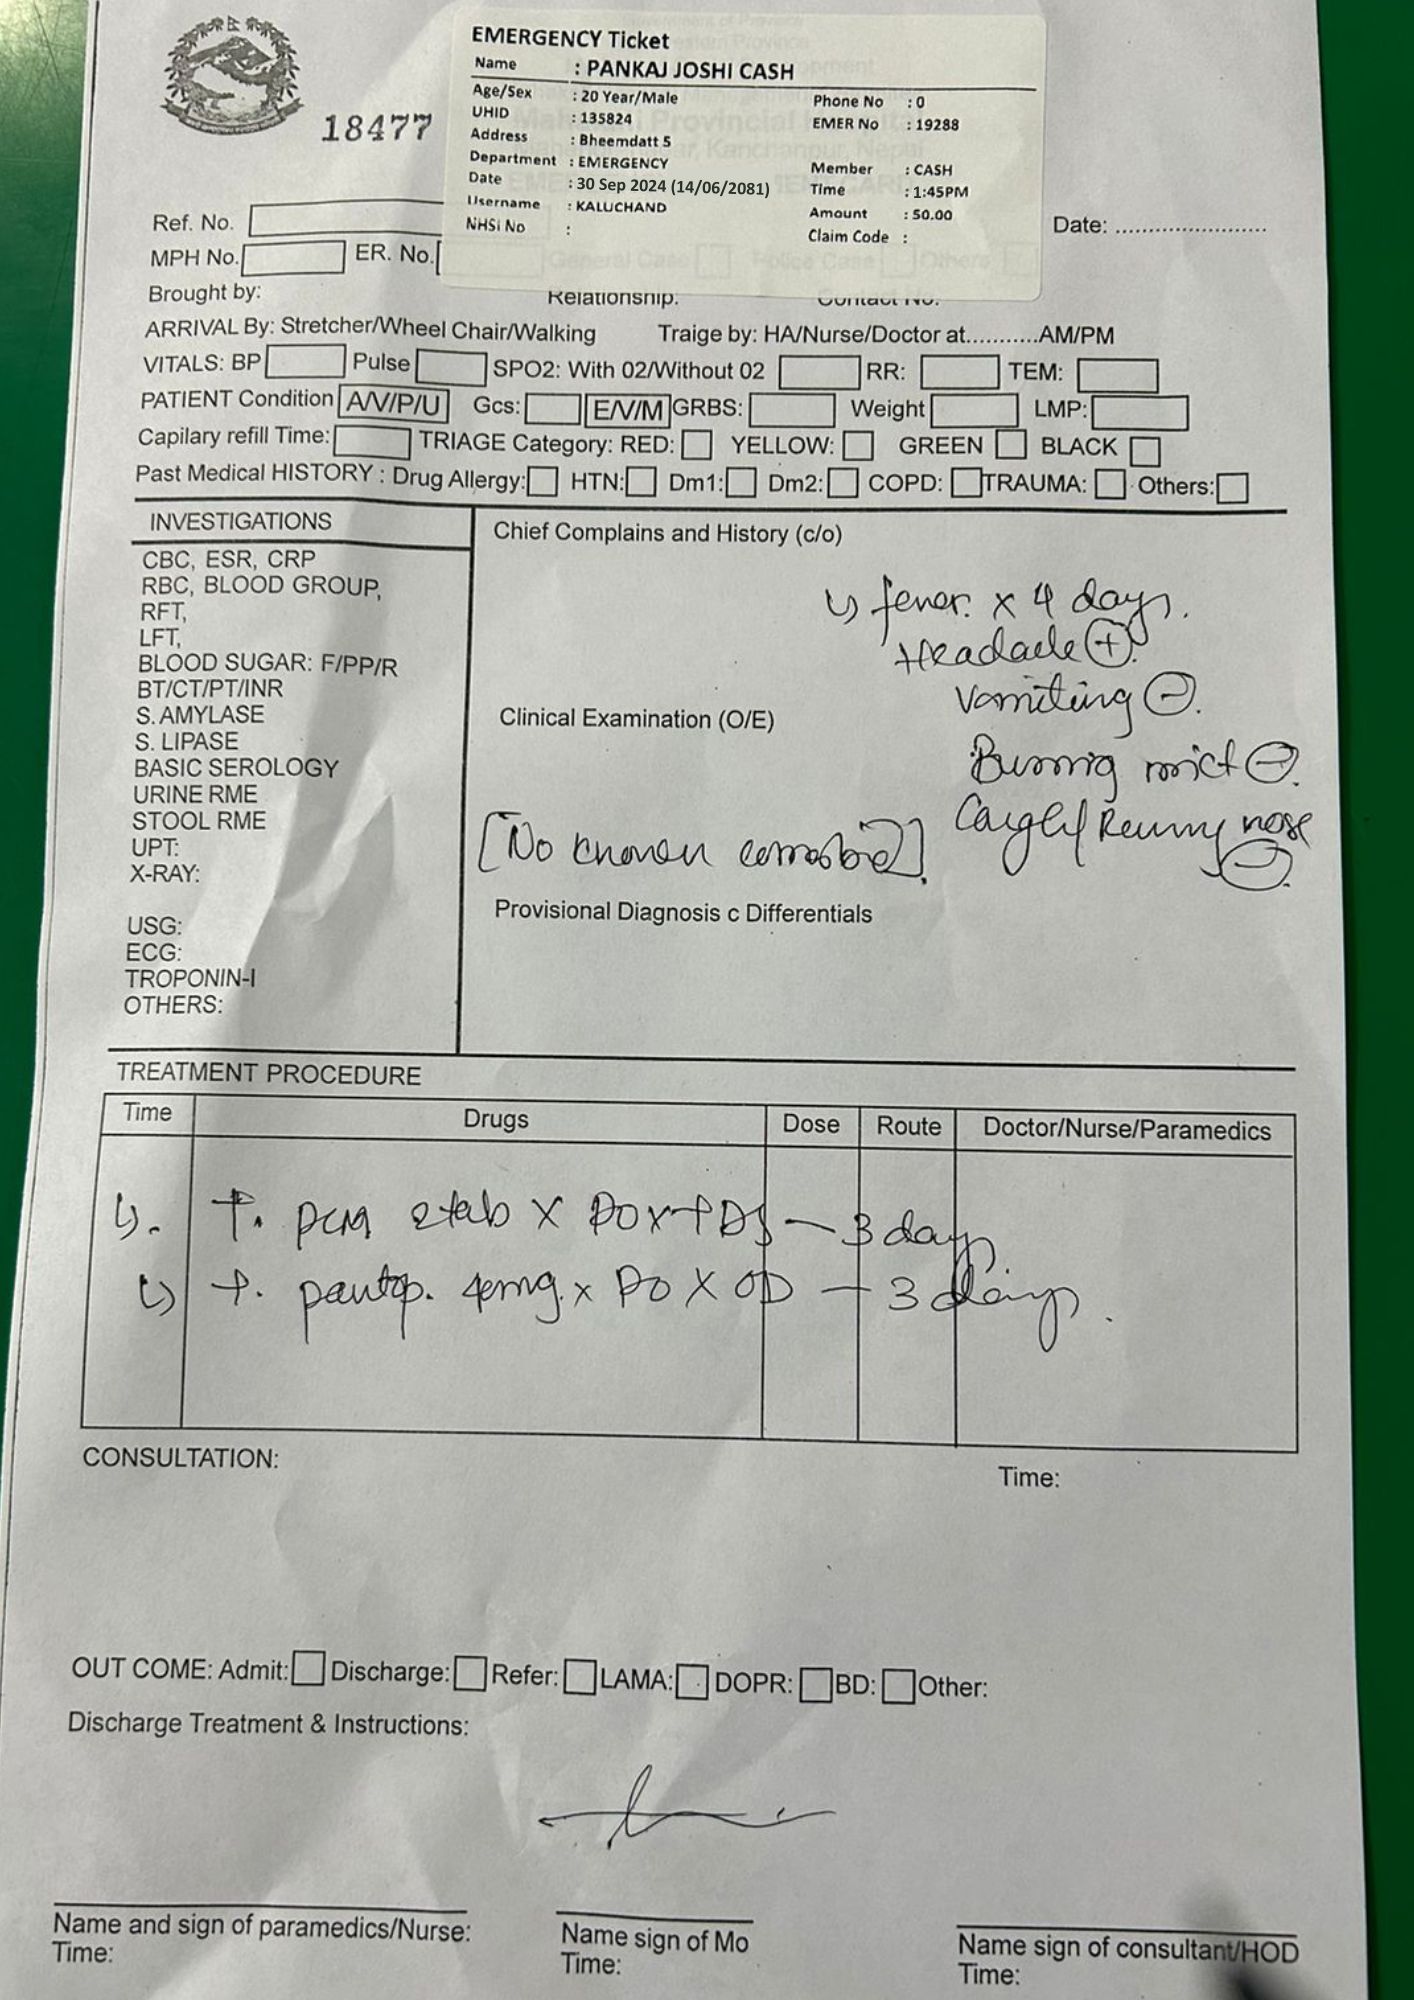 EMERGENCY Ticket
Name : PANKAJ JOSHI CASH
Age/Sex : 20 Year/Male Phone No : 0
UHID : 135824 EMER No : 19288
Address : Bheemdatt 5
Department : EMERGENCY Member : CASH
Date : 30 Sep 2024 (14/06/2081) Time : 1:45PM
Username : KALUCHAND Amount : 50.00
NHSi No : Claim Code :
18477
Ref. No. Date: ........................
MPH No. ER. No. General Case Police Case Others
Brought by: Relationship: Contact No.
ARRIVAL By: Stretcher/Wheel Chair/Walking Traige by: HA/Nurse/Doctor at...........AM/PM
VITALS: BP Pulse SPO2: With 02/Without 02 RR: TEM:
PATIENT Condition A/V/P/U Gcs: E/V/M GRBS: Weight LMP:
Capilary refill Time: TRIAGE Category: RED: YELLOW: GREEN BLACK
Past Medical HISTORY : Drug Allergy: HTN: Dm1: Dm2: COPD: TRAUMA: Others:
INVESTIGATIONS
CBC, ESR, CRP
RBC, BLOOD GROUP,
RFT,
LFT,
BLOOD SUGAR: F/PP/R
BT/CT/PT/INR
S. AMYLASE
S. LIPASE
BASIC SEROLOGY
URINE RME
STOOL RME
UPT:
X-RAY:
USG:
ECG:
TROPONIN-I
OTHERS:
Chief Complains and History (c/o)
fever. x 4 days.
Headache +.
Vomiting -.
Clinical Examination (O/E)
Burning mict -.
Cough/Runny nose -.
[No known]
Provisional Diagnosis c Differentials
TREATMENT PROCEDURE
Time Drugs Dose Route Doctor/Nurse/Paramedics
T. PCM 2tab x PO x TDS — 3 days
T. pantop. 40mg. x PO x OD — 3 days.
CONSULTATION:
Time:
OUT COME: Admit: Discharge: Refer: LAMA: DOPR: BD: Other:
Discharge Treatment & Instructions:
Name and sign of paramedics/Nurse:
Time:
Name sign of Mo
Time:
Name sign of consultant/HOD
Time: